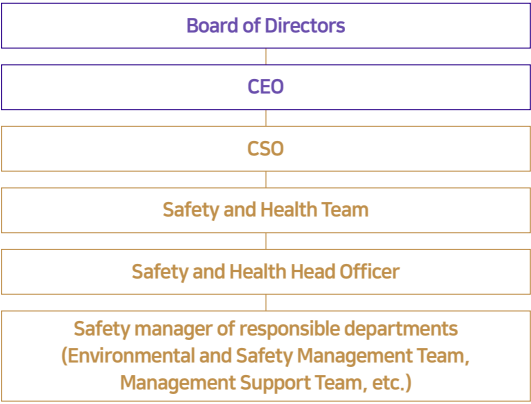 Board of Directors
CEO
CSO
Safety and Health Team
Safety and Health Head Officer
Safety manager of responsible departments
(Environmental and Safety Management Team,
Management Support Team, etc.)